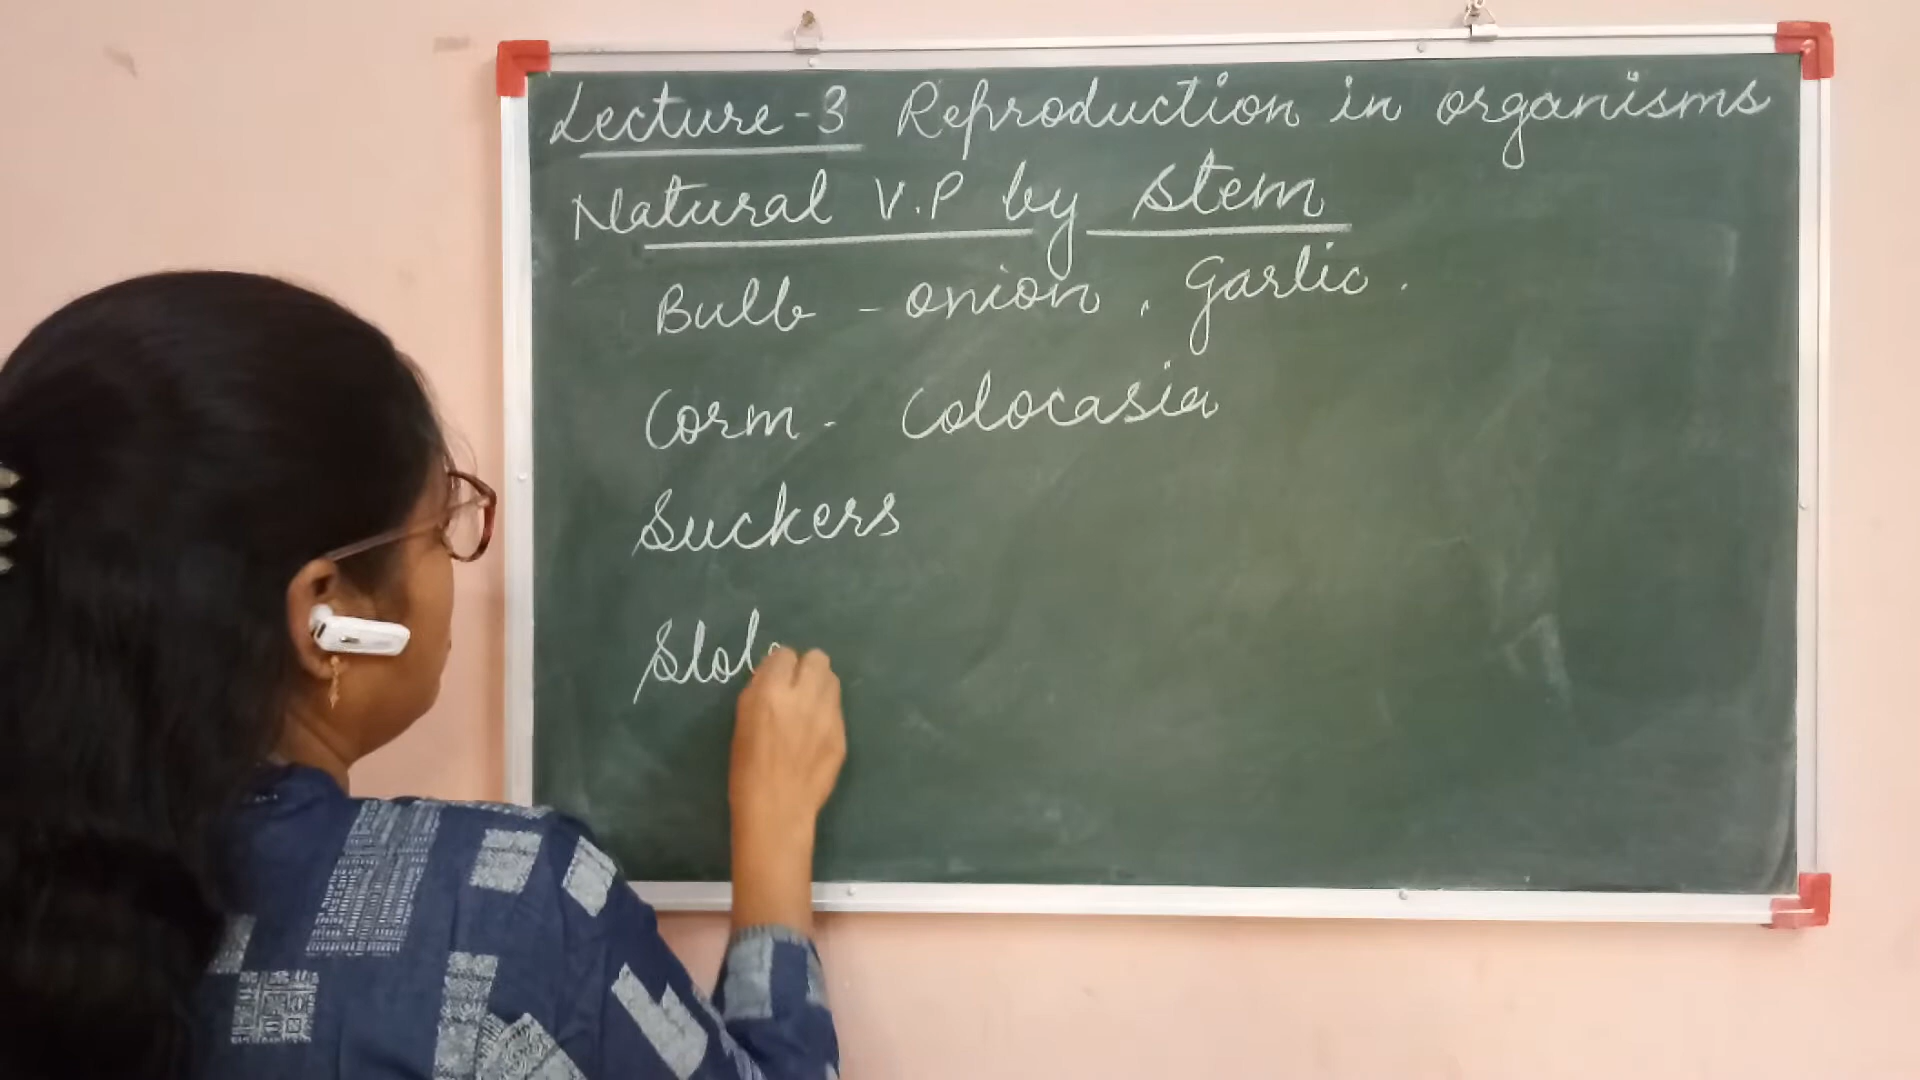 Lecture-3 Reproduction in organisms
Natural V.P by stem
Bulb - onion, Garlic.
Corm - Colocasia
Suckers